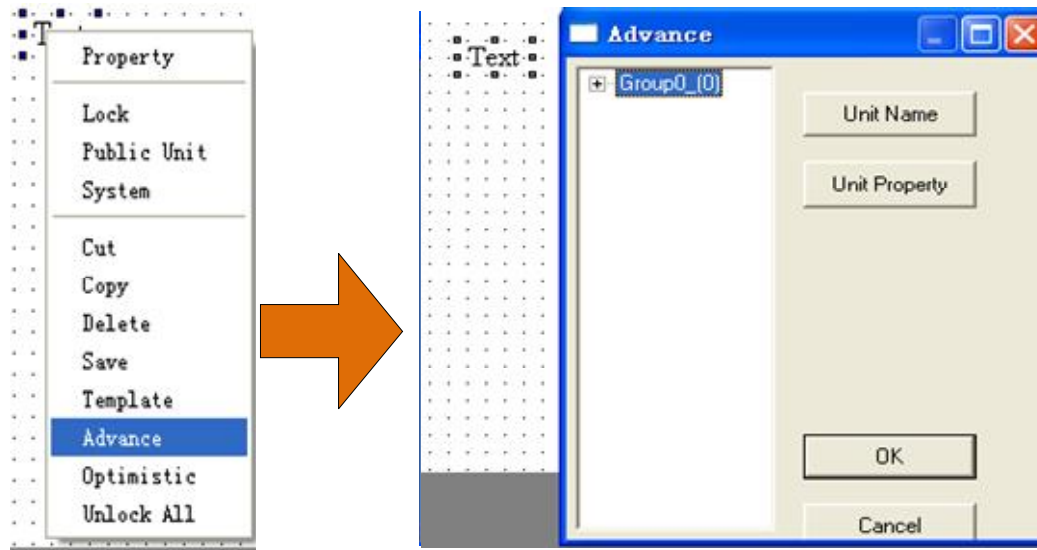 T
Property
Lock
Public Unit
System
Cut
Copy
Delete
Save
Template
Advance
Optimistic
Unlock All
Text
Advance
Group0_(0)
Unit Name
Unit Property
OK
Cancel